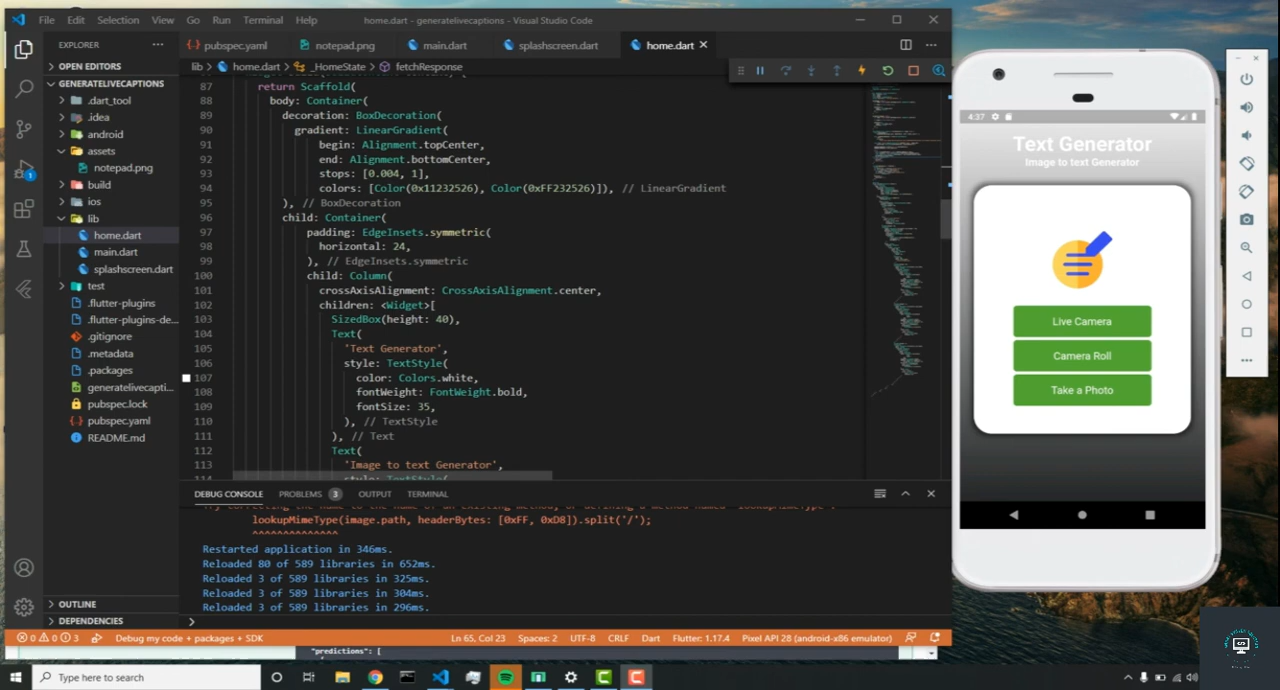 File Edit Selection View Go Run Terminal Help
home.dart - generatelivecaptions - Visual Studio Code
EXPLORER
OPEN EDITORS
GENERATELIVECAPTIONS
.dart_tool
.idea
android
assets
notepad.png
build
ios
lib
home.dart
main.dart
splashscreen.dart
test
.flutter-plugins
.flutter-plugins-de...
.gitignore
.metadata
.packages
generatelivecapti...
pubspec.lock
pubspec.yaml
README.md
OUTLINE
DEPENDENCIES
pubspec.yaml notepad.png main.dart splashscreen.dart home.dart
lib > home.dart > _HomeState > fetchResponse
87 return Scaffold(
88 body: Container(
89 decoration: BoxDecoration(
90 gradient: LinearGradient(
91 begin: Alignment.topCenter,
92 end: Alignment.bottomCenter,
93 stops: [0.004, 1],
94 colors: [Color(0x11232526), Color(0xFF232526)]), // LinearGradient
95 ), // BoxDecoration
96 child: Container(
97 padding: EdgeInsets.symmetric(
98 horizontal: 24,
99 ), // EdgeInsets.symmetric
100 child: Column(
101 crossAxisAlignment: CrossAxisAlignment.center,
102 children: <Widget>[
103 SizedBox(height: 40),
104 Text(
105 'Text Generator',
106 style: TextStyle(
107 color: Colors.white,
108 fontWeight: FontWeight.bold,
109 fontSize: 35,
110 ), // TextStyle
111 ), // Text
112 Text(
113 'Image to text Generator',
DEBUG CONSOLE PROBLEMS 3 OUTPUT TERMINAL
lookupMimeType(image.path, headerBytes: [0xFF, 0xD8]).split('/');
^^^^^^^^^^^^^^
Restarted application in 346ms.
Reloaded 80 of 589 libraries in 652ms.
Reloaded 3 of 589 libraries in 325ms.
Reloaded 3 of 589 libraries in 304ms.
Reloaded 3 of 589 libraries in 296ms.
0 0 3 Debug my code + packages + SDK
Ln 65, Col 23 Spaces: 2 UTF-8 CRLF Dart Flutter: 1.17.4 Pixel API 28 (android-x86 emulator)
"predictions": [
Type here to search
4:37
Text Generator
Image to text Generator
Live Camera
Camera Roll
Take a Photo